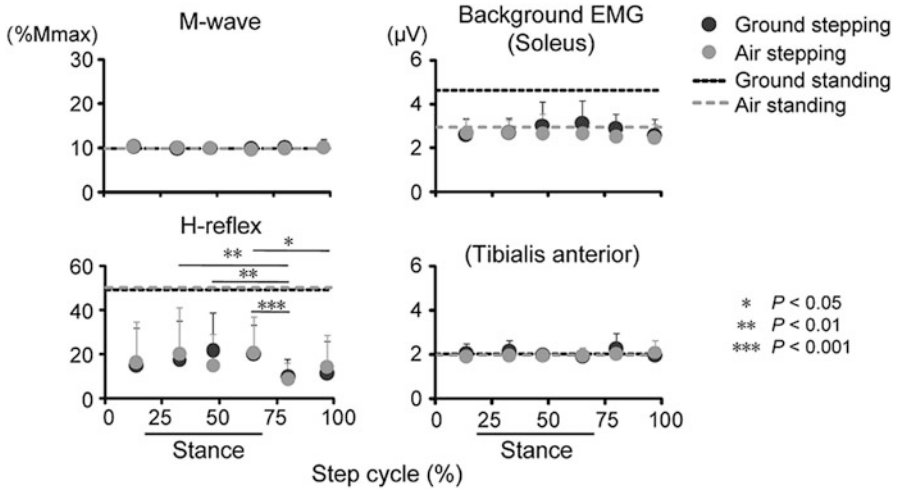 M-wave
(%Mmax)
30
20
10
0
Background EMG
(Soleus)
(μV)
6
4
2
0
Ground stepping
Air stepping
Ground standing
Air standing
H-reflex
60
40
20
0
*
**
**
***
0 25 50 75 100
Stance
(Tibialis anterior)
6
4
2
0
0 25 50 75 100
Stance
Step cycle (%)
* P < 0.05
** P < 0.01
*** P < 0.001